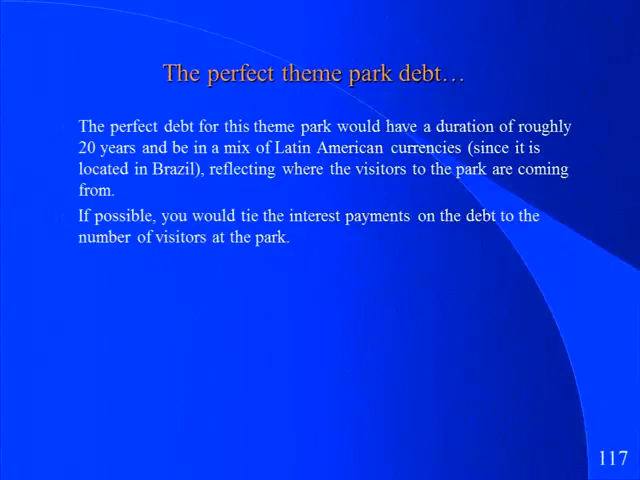 The perfect theme park debt…
The perfect debt for this theme park would have a duration of roughly
20 years and be in a mix of Latin American currencies (since it is
located in Brazil), reflecting where the visitors to the park are coming
from.
If possible, you would tie the interest payments on the debt to the
number of visitors at the park.
117